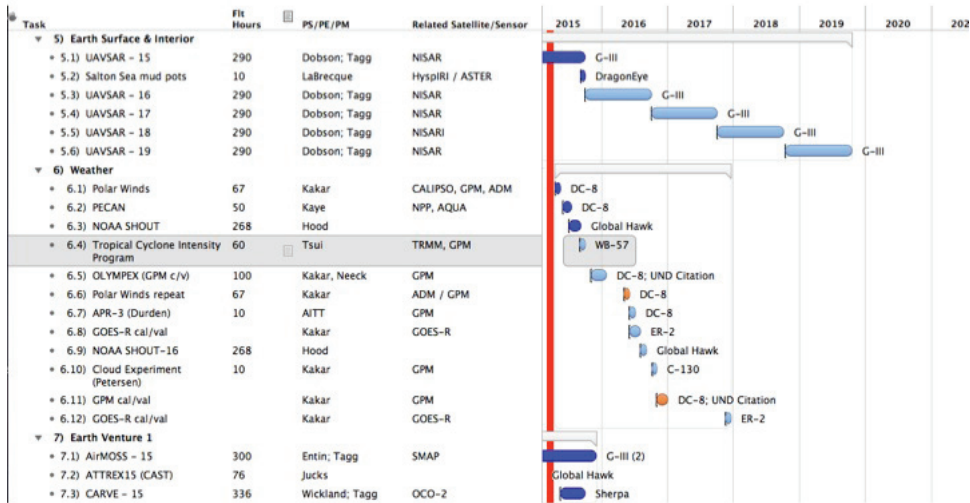 Task Flt Hours PS/PE/PM Related Satellite/Sensor 2015 2016 2017 2018 2019 2020 202
5) Earth Surface & Interior
5.1) UAVSAR - 15 290 Dobson; Tagg NISAR G-III
5.2) Salton Sea mud pots 10 LaBrecque HyspIRI / ASTER DragonEye
5.3) UAVSAR - 16 290 Dobson; Tagg NISAR G-III
5.4) UAVSAR - 17 290 Dobson; Tagg NISAR G-III
5.5) UAVSAR - 18 290 Dobson; Tagg NISARI G-III
5.6) UAVSAR - 19 290 Dobson; Tagg NISAR G-III
6) Weather
6.1) Polar Winds 67 Kakar CALIPSO, GPM, ADM DC-8
6.2) PECAN 50 Kaye NPP, AQUA DC-8
6.3) NOAA SHOUT 268 Hood Global Hawk
6.4) Tropical Cyclone Intensity 60 Tsui TRMM, GPM WB-57
Program
6.5) OLYMPEX (GPM c/v) 100 Kakar, Neeck GPM DC-8; UND Citation
6.6) Polar Winds repeat 67 Kakar ADM / GPM DC-8
6.7) APR-3 (Durden) 10 AITT GPM DC-8
6.8) GOES-R cal/val Kakar GOES-R ER-2
6.9) NOAA SHOUT-16 268 Hood Global Hawk
6.10) Cloud Experiment 10 Kakar GPM C-130
(Petersen)
6.11) GPM cal/val Kakar GPM DC-8; UND Citation
6.12) GOES-R cal/val Kakar GOES-R ER-2
7) Earth Venture 1
7.1) AirMOSS - 15 300 Entin; Tagg SMAP G-III (2)
7.2) ATTREX15 (CAST) 76 Jucks Global Hawk
7.3) CARVE - 15 336 Wickland; Tagg OCO-2 Sherpa